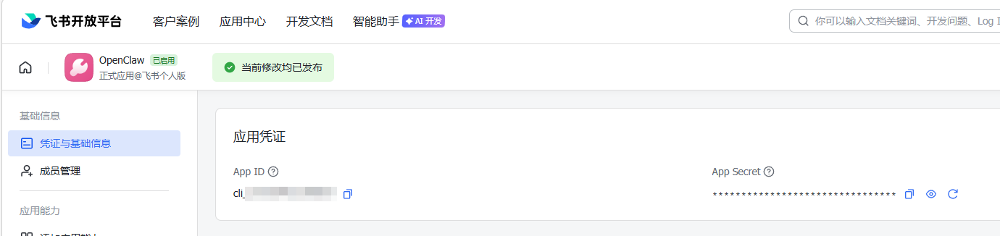 飞书开放平台 客户案例 应用中心 开发文档 智能助手 AI 开发 你可以输入文档关键词、开发问题、Log I
OpenClaw 已启用
正式应用@飞书个人版
当前修改均已发布
基础信息
凭证与基础信息
成员管理
应用能力
应用凭证
App ID
cli_
App Secret
********************************